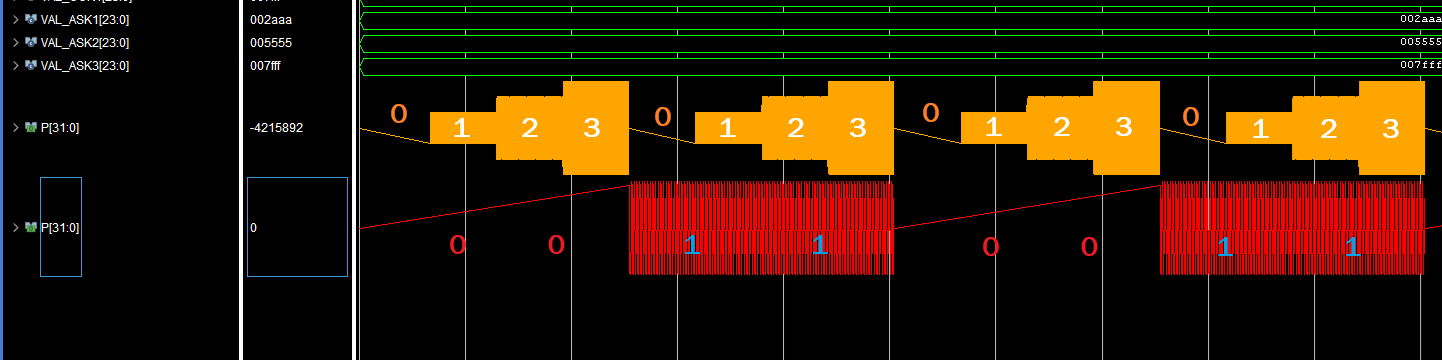 VAL_ASK1[23:0] 002aaa 002aaa
VAL_ASK2[23:0] 005555 005555
VAL_ASK3[23:0] 007fff 007fff
0 0 0 0
P[31:0] -4215892 1 2 3 1 2 3 1 2 3 1 2 3
P[31:0] 0
0 0 1 1 0 0 1 1